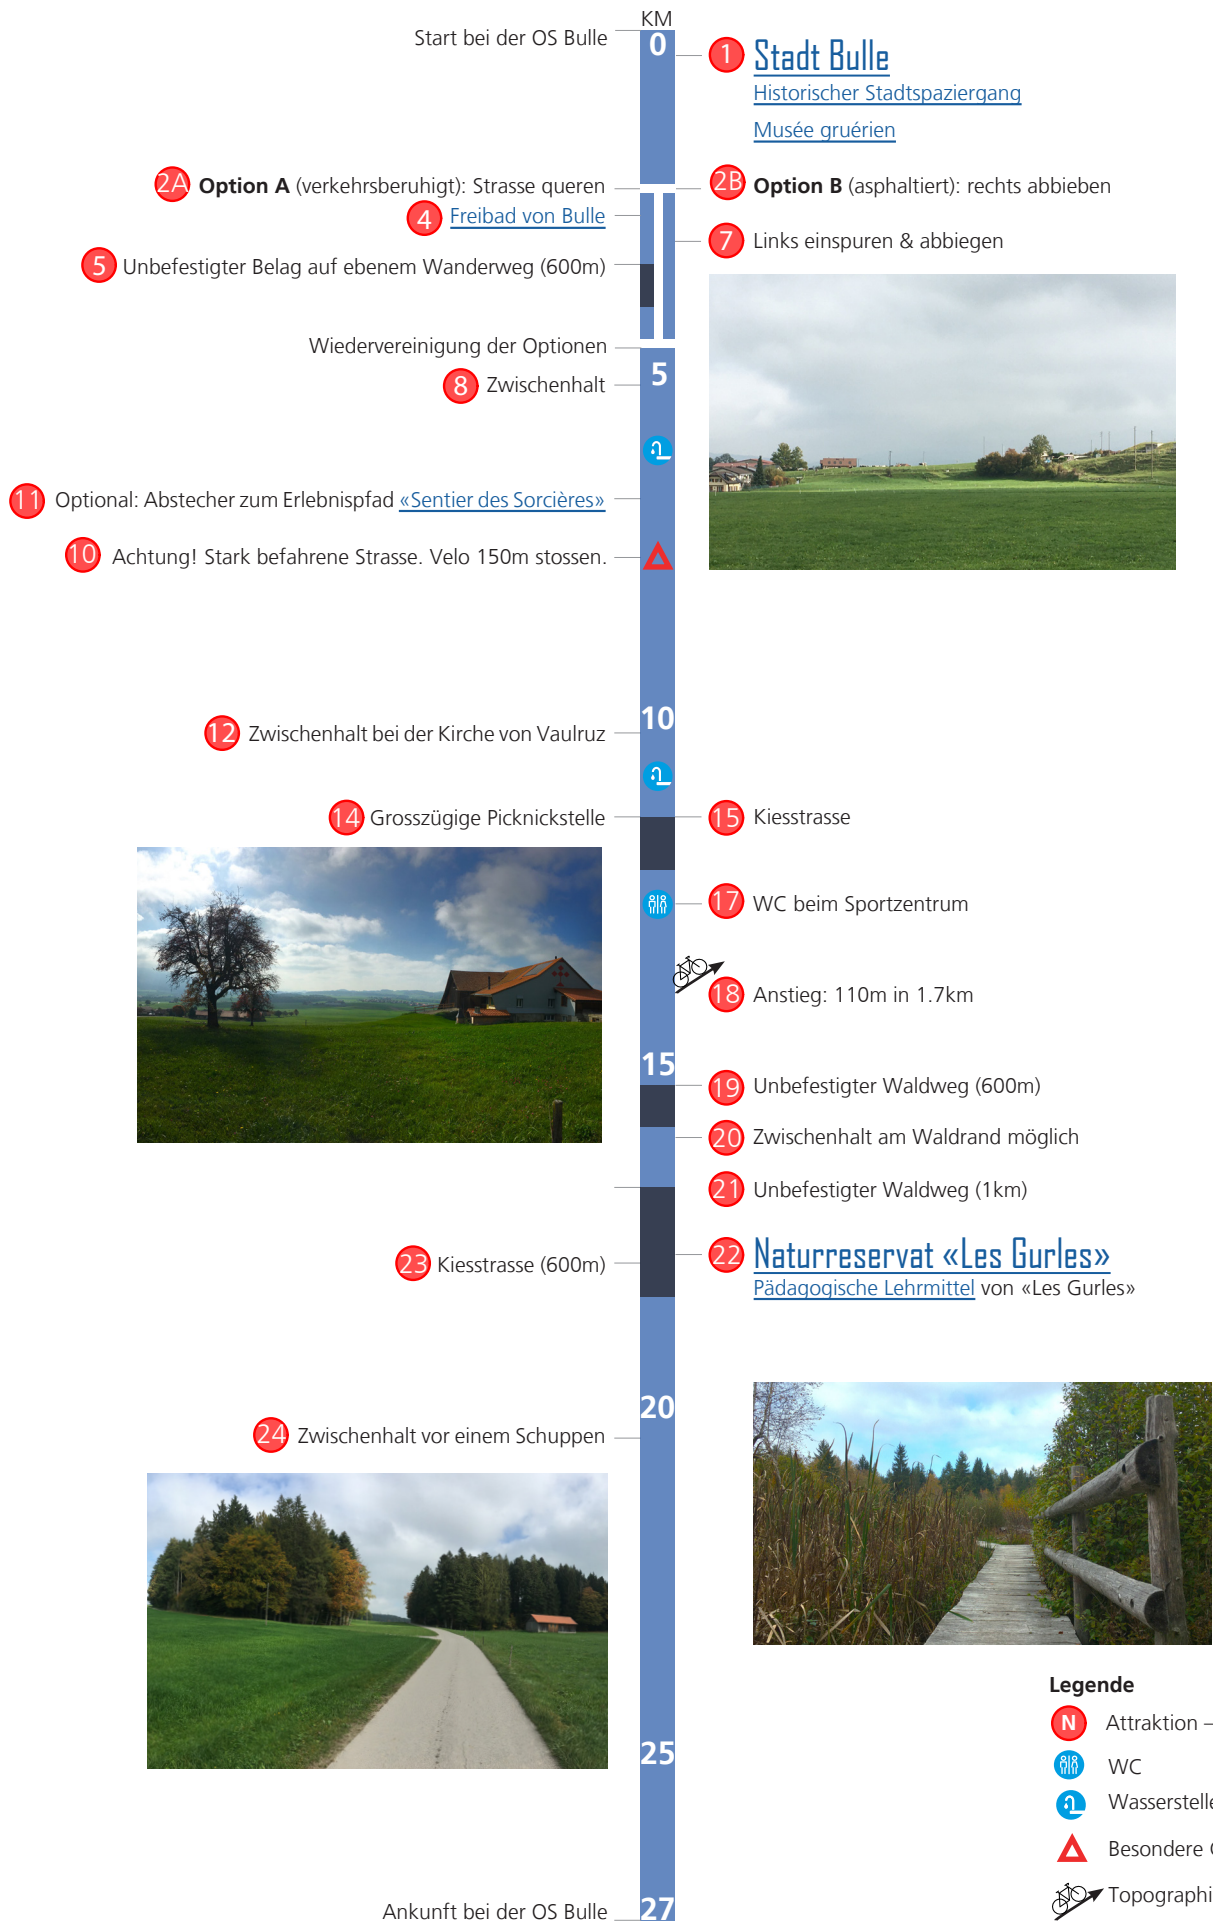 KM
Start bei der OS Bulle
0
1 Stadt Bulle
Historischer Stadtspaziergang
Musée gruérien
2A Option A (verkehrsberuhigt): Strasse queren
2B Option B (asphaltiert): rechts abbieben
4 Freibad von Bulle
7 Links einspuren & abbiegen
5 Unbefestigter Belag auf ebenem Wanderweg (600m)
Wiedervereinigung der Optionen
5
8 Zwischenhalt
11 Optional: Abstecher zum Erlebnispfad «Sentier des Sorcières»
10 Achtung! Stark befahrene Strasse. Velo 150m stossen.
10
12 Zwischenhalt bei der Kirche von Vaulruz
14 Grosszügige Picknickstelle
15 Kiesstrasse
17 WC beim Sportzentrum
18 Anstieg: 110m in 1.7km
15
19 Unbefestigter Waldweg (600m)
20 Zwischenhalt am Waldrand möglich
21 Unbefestigter Waldweg (1km)
22 Naturreservat «Les Gurles»
23 Kiesstrasse (600m)
Pädagogische Lehrmittel von «Les Gurles»
20
24 Zwischenhalt vor einem Schuppen
25
Legende
N Attraktion –
WC
Wasserstelle
Besondere
Topographi
Ankunft bei der OS Bulle
27